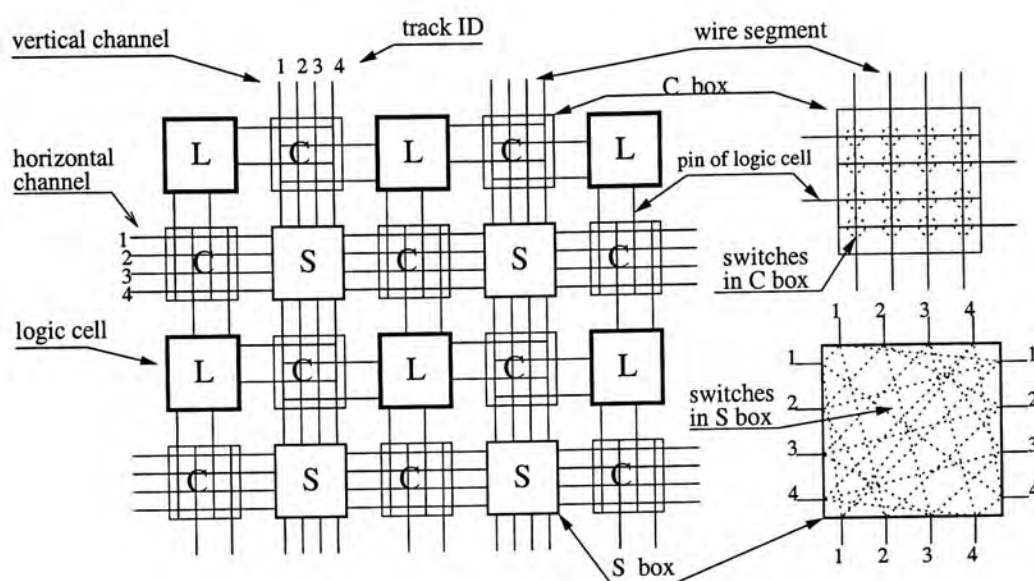 track ID
vertical channel
wire segment
1 2 3 4
C box
L C L C L
horizontal
channel
pin of logic cell
1
2
3
4
C S C S C
switches
in C box
logic cell
L C L C L
1 2 3 4
1 1
switches
in S box
2 2
3 3
4 4
C S C S C
1 2 3 4
S box